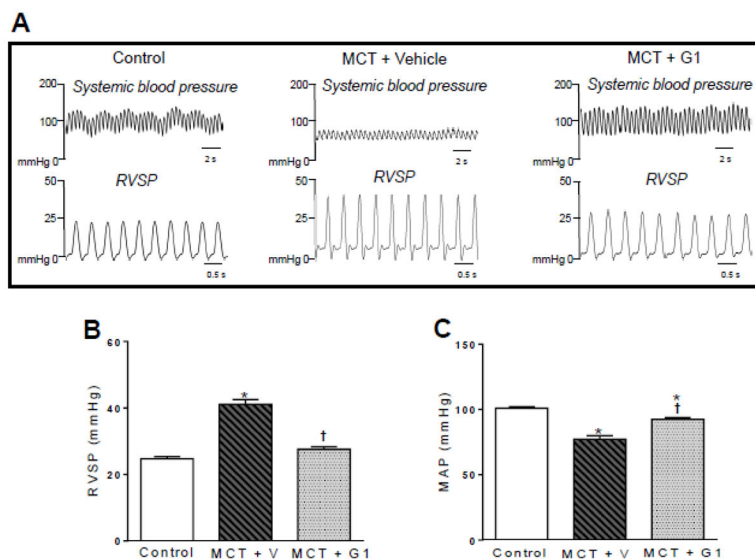 A
Control
MCT + Vehicle
MCT + G1
200
Systemic blood pressure
100
mmHg 0
2 s
200
Systemic blood pressure
100
mmHg 0
2 s
200
Systemic blood pressure
100
mmHg 0
2 s
50
RVSP
25
mmHg 0
0.5 s
50
RVSP
25
mmHg 0
0.5 s
50
RVSP
25
mmHg 0
0.5 s
B
RVSP (mmHg)
60
40
20
0
*
†
Control
MCT + V
MCT + G1
C
MAP (mmHg)
150
100
75
0
*
*
†
Control
MCT + V
MCT + G1